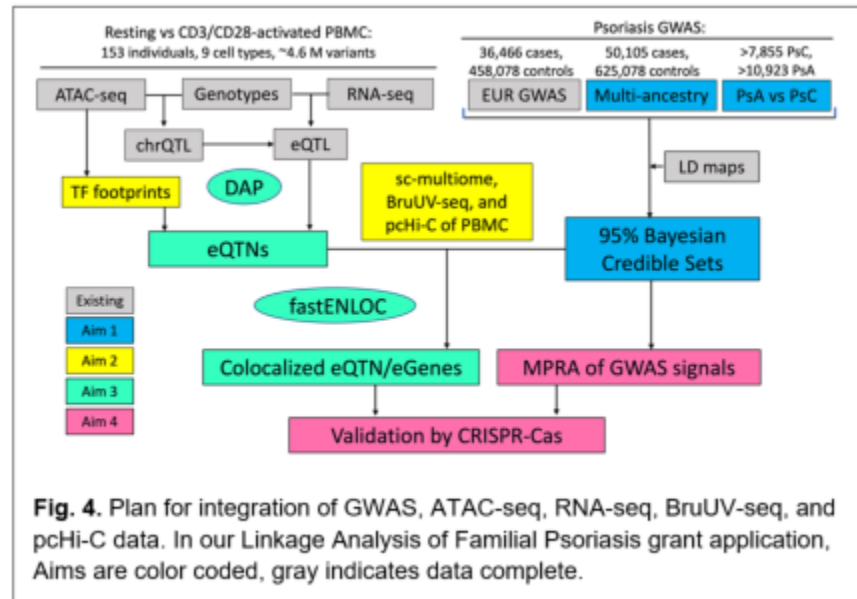 Resting vs CD3/CD28-activated PBMC:
153 individuals, 9 cell types, ~4.6 M variants
Psoriasis GWAS:
36,466 cases,
458,078 controls
50,105 cases,
625,078 controls
>7,855 PsC,
>10,923 PsA
ATAC-seq
Genotypes
RNA-seq
EUR GWAS
Multi-ancestry
PsA vs PsC
chrQTL
eQTL
LD maps
TF footprints
DAP
sc-multiome,
BruUV-seq, and
pcHi-C of PBMC
eQTNs
95% Bayesian
Credible Sets
Existing
Aim 1
Aim 2
Aim 3
Aim 4
fastENLOC
Colocalized eQTN/eGenes
MPRA of GWAS signals
Validation by CRISPR-Cas
Fig. 4. Plan for integration of GWAS, ATAC-seq, RNA-seq, BruUV-seq, and
pcHi-C data. In our Linkage Analysis of Familial Psoriasis grant application,
Aims are color coded, gray indicates data complete.